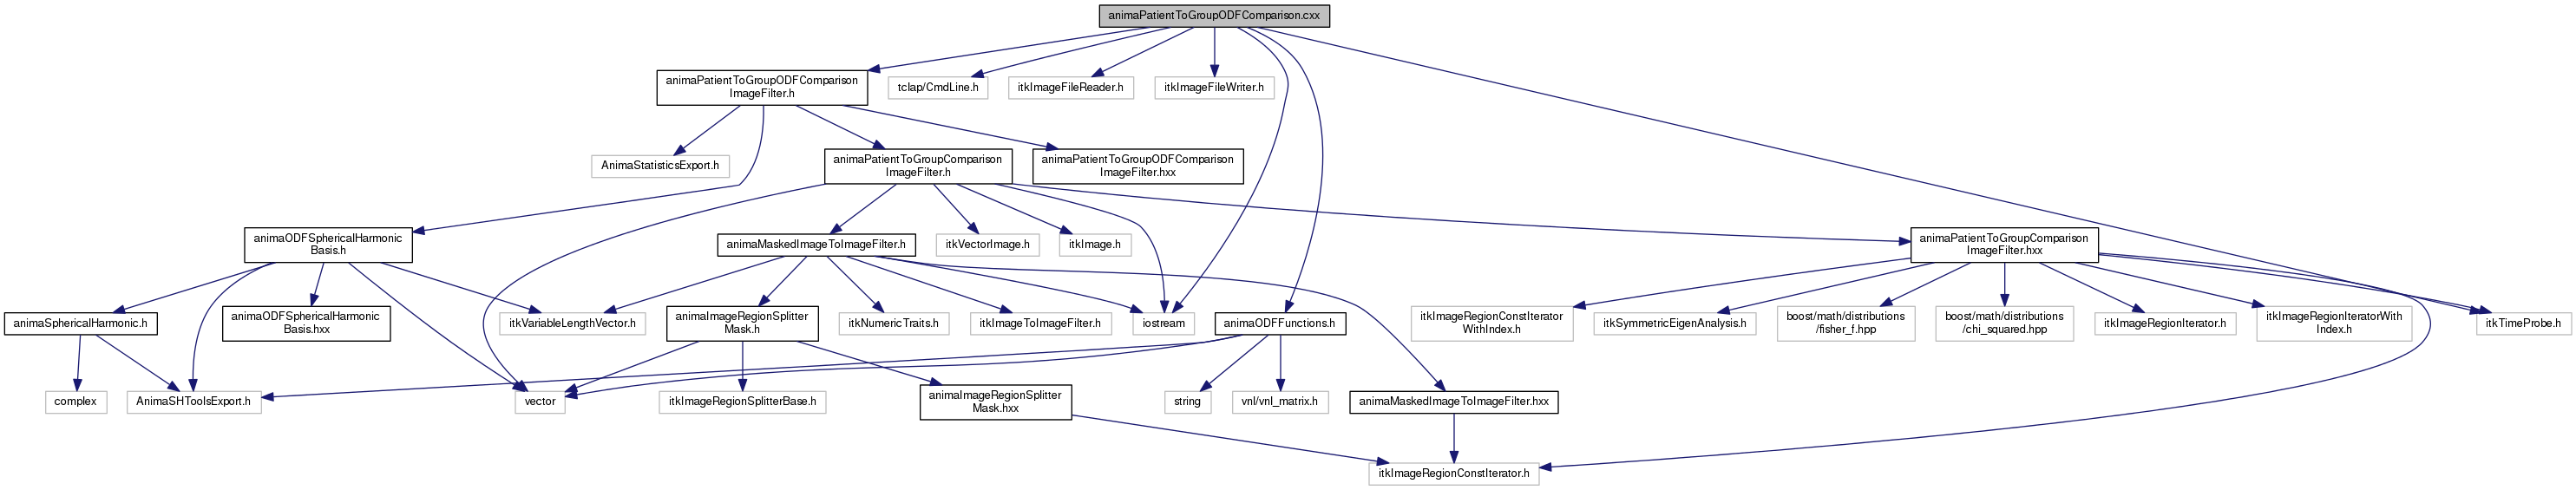 animaPatientToGroupODFComparison.cxx
animaPatientToGroupODFComparison
ImageFilter.h
tclap/CmdLine.h
itkImageFileReader.h
itkImageFileWriter.h
AnimaStatisticsExport.h
animaPatientToGroupComparison
ImageFilter.h
animaPatientToGroupODFComparison
ImageFilter.hxx
animaODFSphericalHarmonic
Basis.h
animaMaskedImageToImageFilter.h
itkVectorImage.h
itkImage.h
animaPatientToGroupComparison
ImageFilter.hxx
animaSphericalHarmonic.h
animaODFSphericalHarmonic
Basis.hxx
itkVariableLengthVector.h
animaImageRegionSplitter
Mask.h
itkNumericTraits.h
itkImageToImageFilter.h
iostream
animaODFFunctions.h
itkImageRegionConstIterator
WithIndex.h
itkSymmetricEigenAnalysis.h
boost/math/distributions
/fisher_f.hpp
boost/math/distributions
/chi_squared.hpp
itkImageRegionIterator.h
itkImageRegionIteratorWith
Index.h
itkTimeProbe.h
complex
AnimaSHToolsExport.h
vector
itkImageRegionSplitterBase.h
animaImageRegionSplitter
Mask.hxx
string
vnl/vnl_matrix.h
animaMaskedImageToImageFilter.hxx
itkImageRegionConstIterator.h